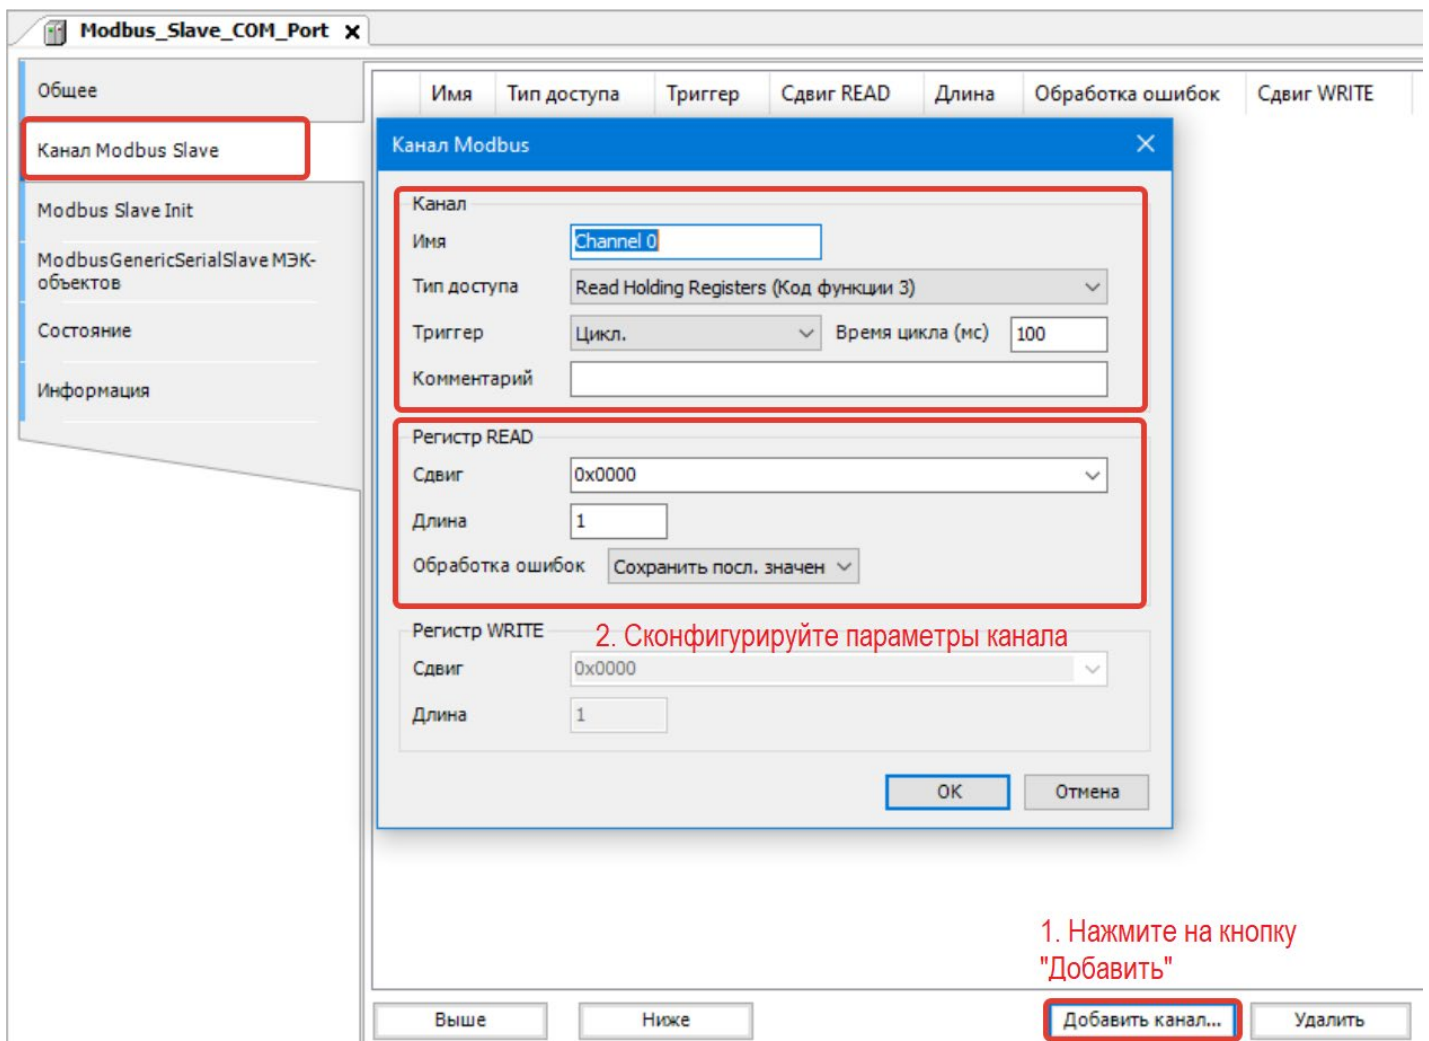 Modbus_Slave_COM_Port
Общее
Канал Modbus Slave
Modbus Slave Init
ModbusGenericSerialSlave МЭК-
объектов
Состояние
Информация
Имя Тип доступа Триггер Сдвиг READ Длина Обработка ошибок Сдвиг WRITE
Канал Modbus
Канал
Имя Channel 0
Тип доступа Read Holding Registers (Код функции 3)
Триггер Цикл. Время цикла (мс) 100
Комментарий
Регистр READ
Сдвиг 0x0000
Длина 1
Обработка ошибок Сохранить посл. значен
Регистр WRITE
2. Сконфигурируйте параметры канала
Сдвиг 0x0000
Длина 1
OK Отмена
1. Нажмите на кнопку
"Добавить"
Выше Ниже Добавить канал... Удалить